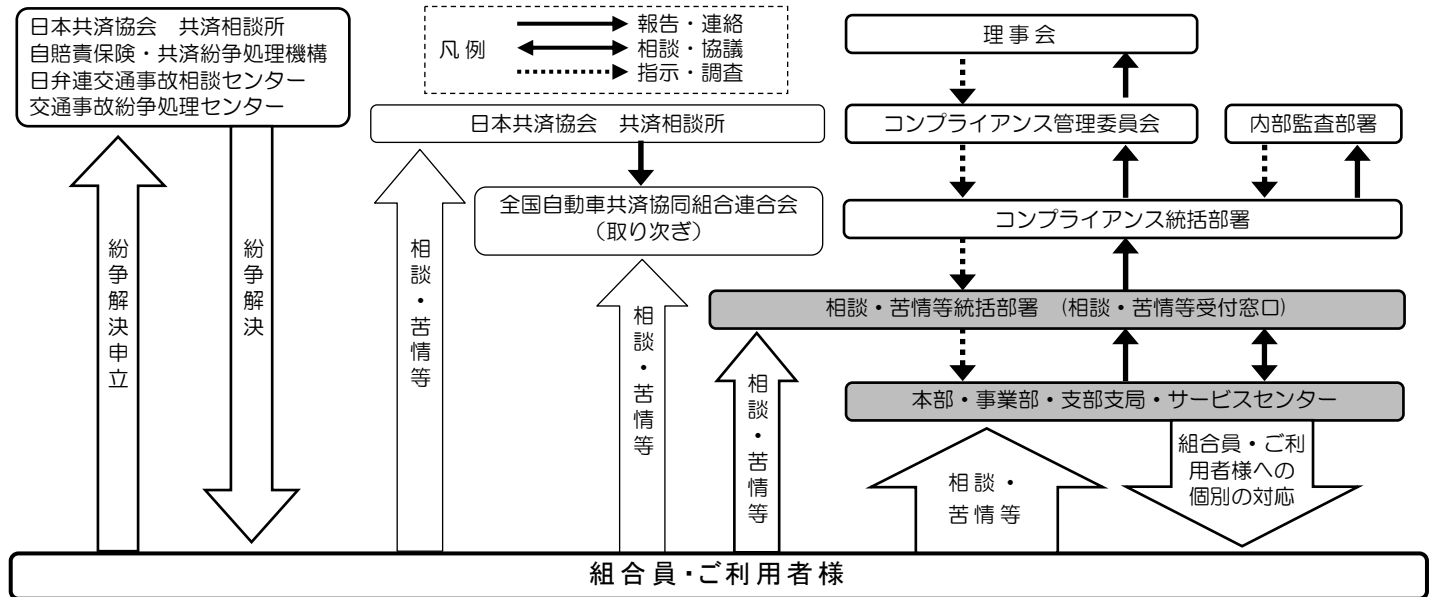 日本共済協会　共済相談所
自賠責保険・共済紛争処理機構
日弁連交通事故相談センター
交通事故紛争処理センター
凡例
報告・連絡
相談・協議
指示・調査
理事会
日本共済協会　共済相談所
コンプライアンス管理委員会
内部監査部署
全国自動車共済協同組合連合会
（取り次ぎ）
コンプライアンス統括部署
相談・苦情等統括部署　(相談・苦情等受付窓口)
本部・事業部・支部支局・サービスセンター
紛争解決申立
紛争解決
相談・苦情等
相談・苦情等
相談・苦情等
相談・
苦情等
組合員・ご利
用者様への
個別の対応
組合員・ご利用者様